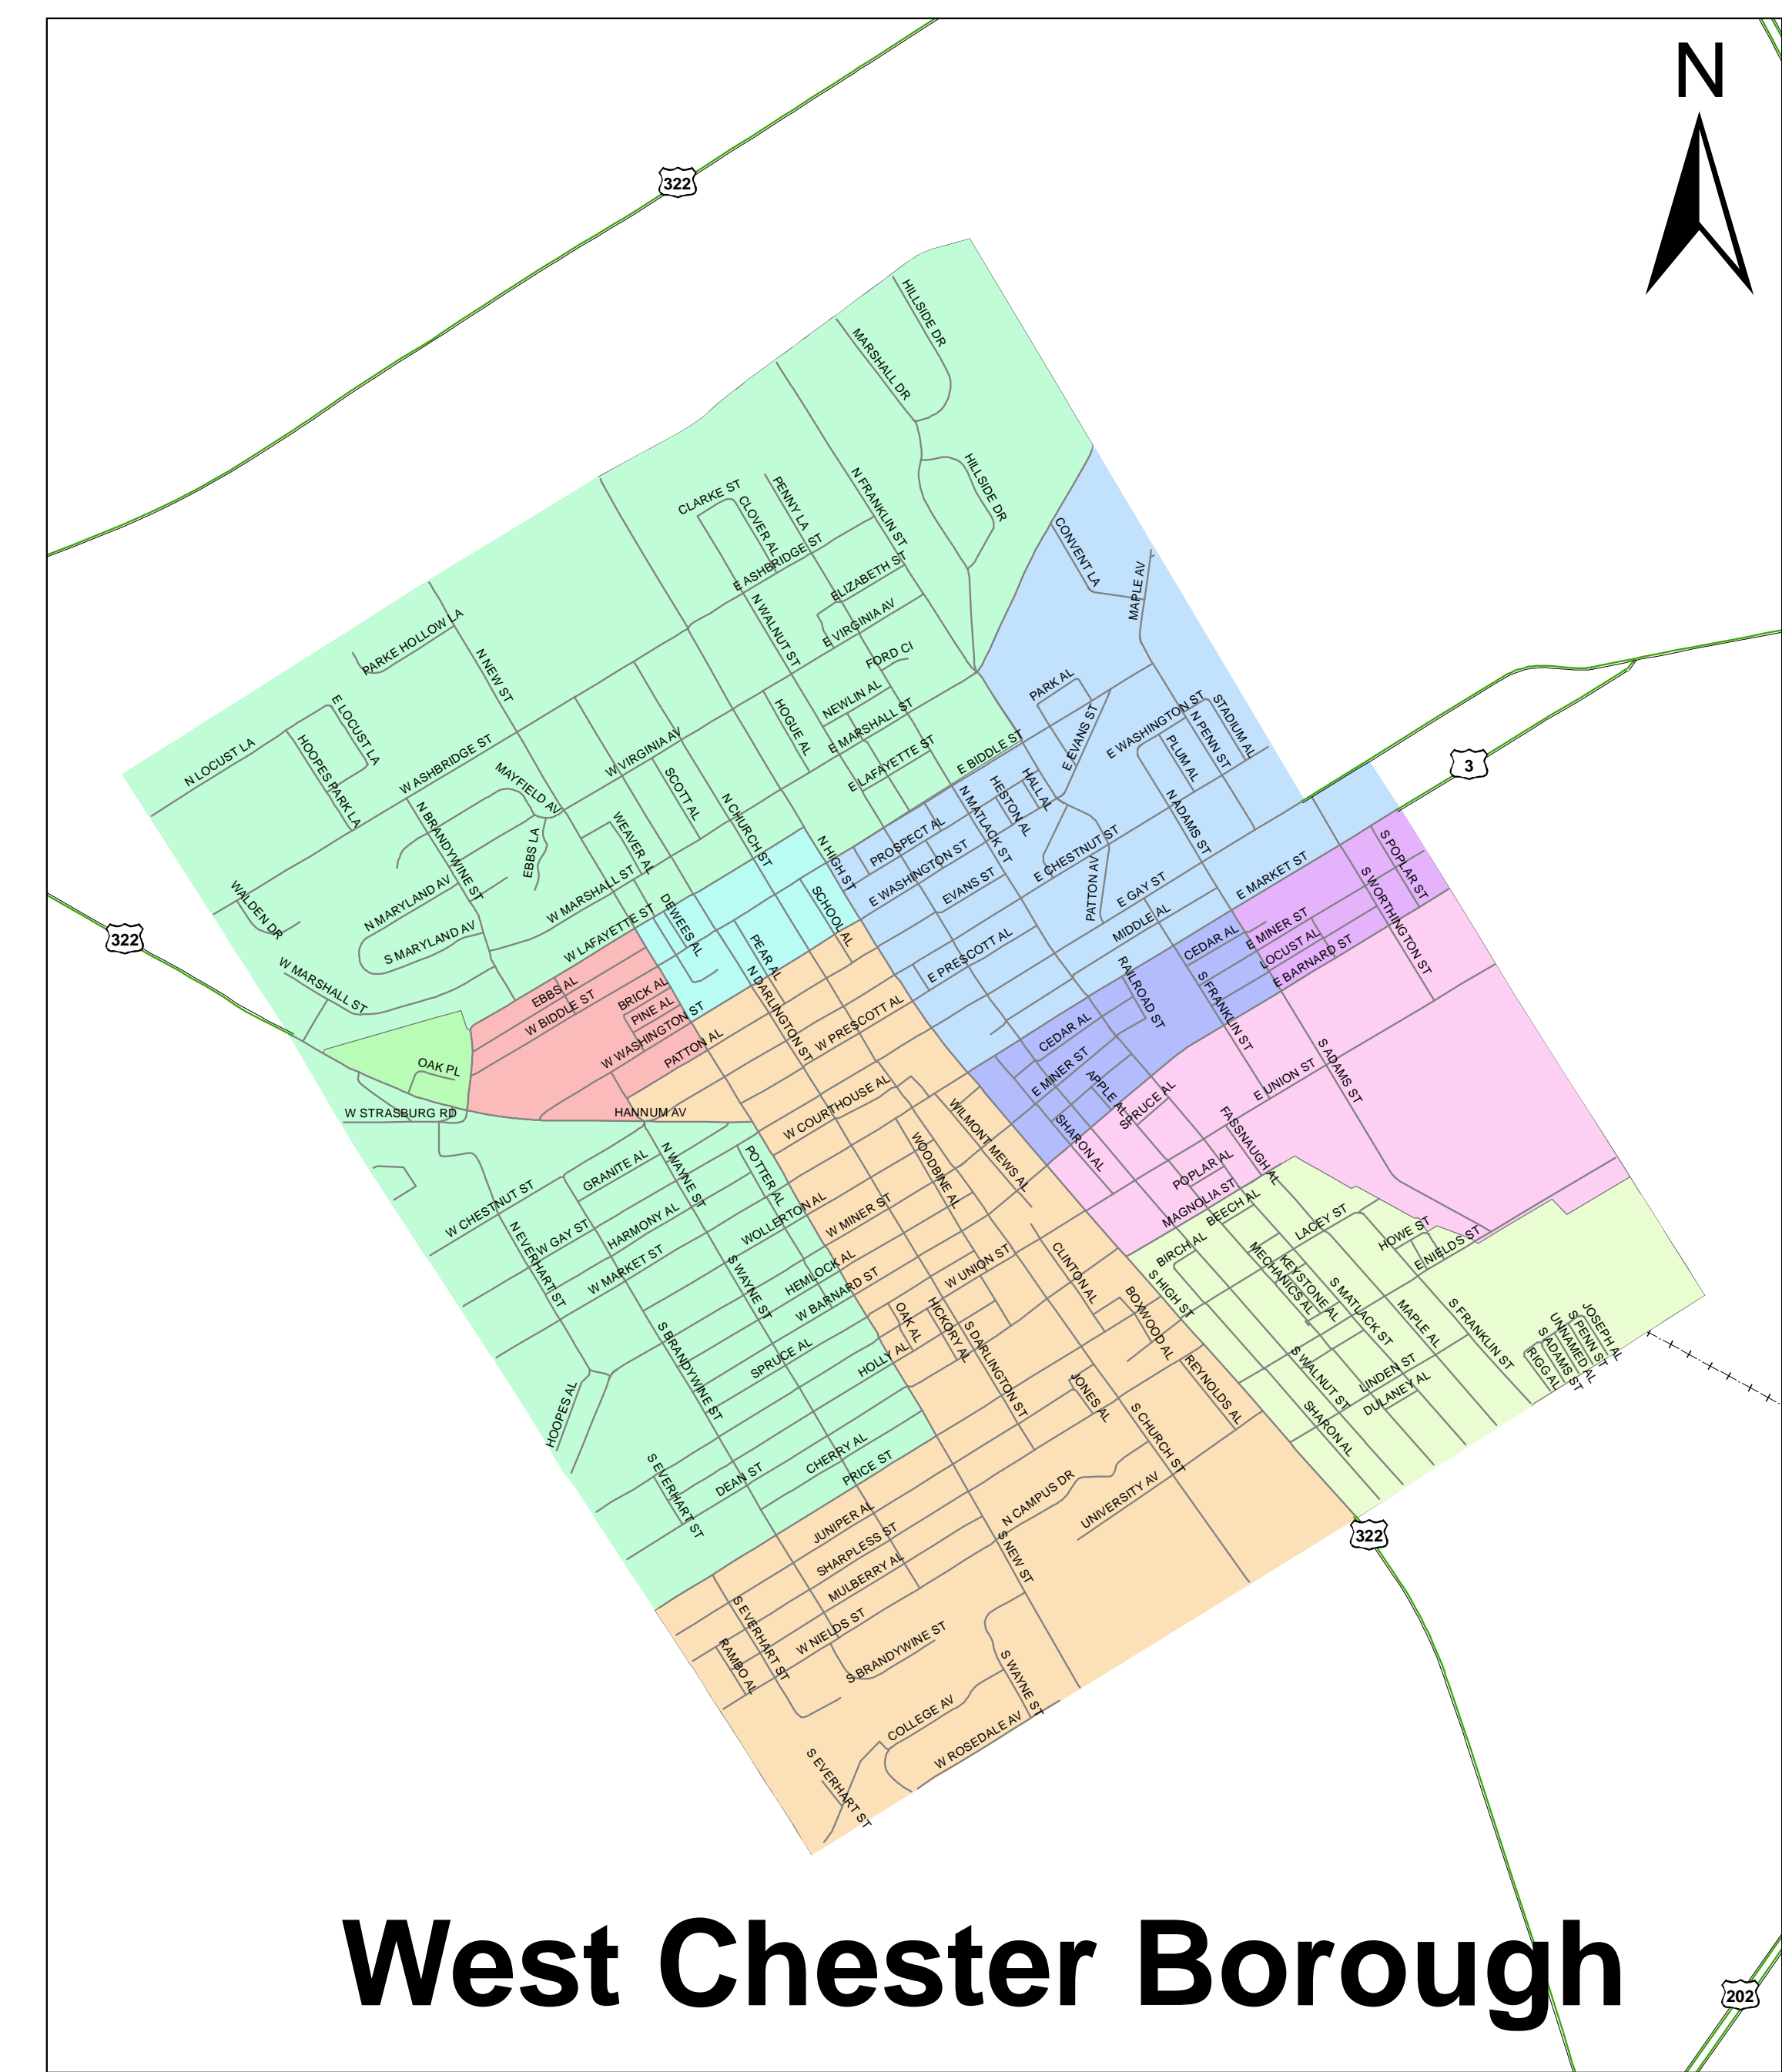 N
322
HILLSIDE DR
MARSHALL DR
N FRANKLIN ST
HILLSIDE DR
CLARKE ST
PENNY LA
CLOVER AL
CONVENT LA
E ASHBRIDGE ST
ELIZABETH ST
MAPLE AV
N WALNUT ST
E VIRGINIA AV
PARKE HOLLOW LA
FORD CI
N NEW ST
PARK AL
NEWLIN AL
E LOCUST LA
HOGUE AL
E MARSHALL ST
E EVANS ST
E WASHINGTON ST
STADIUM AL
N PENN ST
N LOCUST LA
HOOPES PARK LA
W ASHBRIDGE ST
W VIRGINIA AV
E LAFAYETTE ST
E BIDDLE ST
PLUM AL
3
MAYFIELD AV
SCOTT AL
HALL AL
HESTON AL
N BRANDYWINE ST
N CHURCH ST
N MATLACK ST
N ADAMS ST
WEAVER AL
PROSPECT AL
EBBS LA
N HIGH ST
E WASHINGTON ST
E CHESTNUT ST
E MARKET ST
S POPLAR ST
WALDEN DR
N MARYLAND AV
W MARSHALL ST
EVANS ST
PATTON AV
E GAY ST
S WORTHINGTON ST
322
S MARYLAND AV
W LAFAYETTE ST
DEWEES AL
SCHOOL AL
MIDDLE AL
E MINER ST
CEDAR AL
LOCUST AL
E BARNARD ST
W MARSHALL ST
PEAR AL
E PRESCOTT AL
EBBS AL
BRICK AL
W BIDDLE ST
PINE AL
N DARLINGTON ST
RAILROAD ST
S FRANKLIN ST
W WASHINGTON ST
W PRESCOTT AL
CEDAR AL
PATTON AL
OAK PL
E MINER ST
S ADAMS ST
W STRASBURG RD
HANNUM AV
W COURTHOUSE AL
APPLE AL
SPRUCE AL
E UNION ST
WILMONT MEWS AL
SHARON AL
FASSNAUGH AL
WOODBINE AL
N WAYNE ST
POTTER AL
GRANITE AL
POPLAR AL
W CHESTNUT ST
MAGNOLIA ST
BEECH AL
N EVERHART ST
W GAY ST
HARMONY AL
WOLLERTON AL
W MINER ST
LACEY ST
HOWE ST
E NIELDS ST
BIRCH AL
W MARKET ST
S WAYNE ST
HEMLOCK AL
W UNION ST
CLINTON AL
MECHANICS AL
KEYSTONE AL
S HIGH ST
W BARNARD ST
BOXWOOD AL
S MATLACK ST
MAPLE AL
S FRANKLIN ST
S BRANDYWINE ST
OAK AL
HICKORY AL
S DARLINGTON ST
JOSEPH AL
S PENN ST
UNNAMED AL
S ADAMS ST
RIGG AL
SPRUCE AL
HOLLY AL
REYNOLDS AL
S WALNUT ST
LINDEN ST
DULANEY AL
JONES AL
HOOPES AL
S CHURCH ST
SHARON AL
CHERRY AL
S EVERHART ST
DEAN ST
PRICE ST
N CAMPUS DR
UNIVERSITY AV
JUNIPER AL
322
SHARPLESS ST
S NEW ST
MULBERRY AL
S EVERHART ST
W NIELDS ST
RAMBO AL
S BRANDYWINE ST
S WAYNE ST
COLLEGE AV
W ROSEDALE AV
S EVERHART ST
West Chester Borough
202